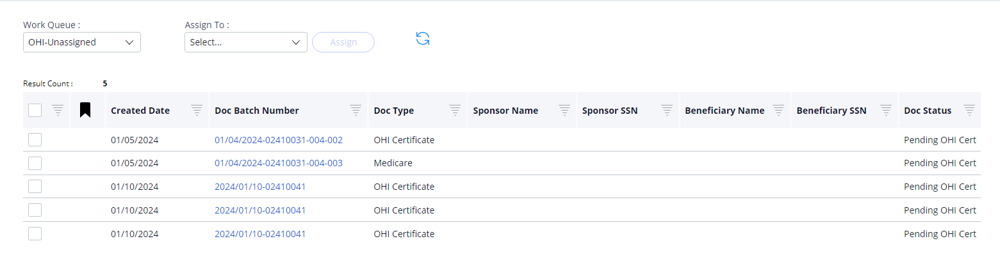 Work Queue : Assign To :
OHI-Unassigned Select... Assign
Result Count : 5
Created Date Doc Batch Number Doc Type Sponsor Name Sponsor SSN Beneficiary Name Beneficiary SSN Doc Status
01/05/2024 01/04/2024-02410031-004-002 OHI Certificate Pending OHI Cert
01/05/2024 01/04/2024-02410031-004-003 Medicare Pending OHI Cert
01/10/2024 2024/01/10-02410041 OHI Certificate Pending OHI Cert
01/10/2024 2024/01/10-02410041 OHI Certificate Pending OHI Cert
01/10/2024 2024/01/10-02410041 OHI Certificate Pending OHI Cert